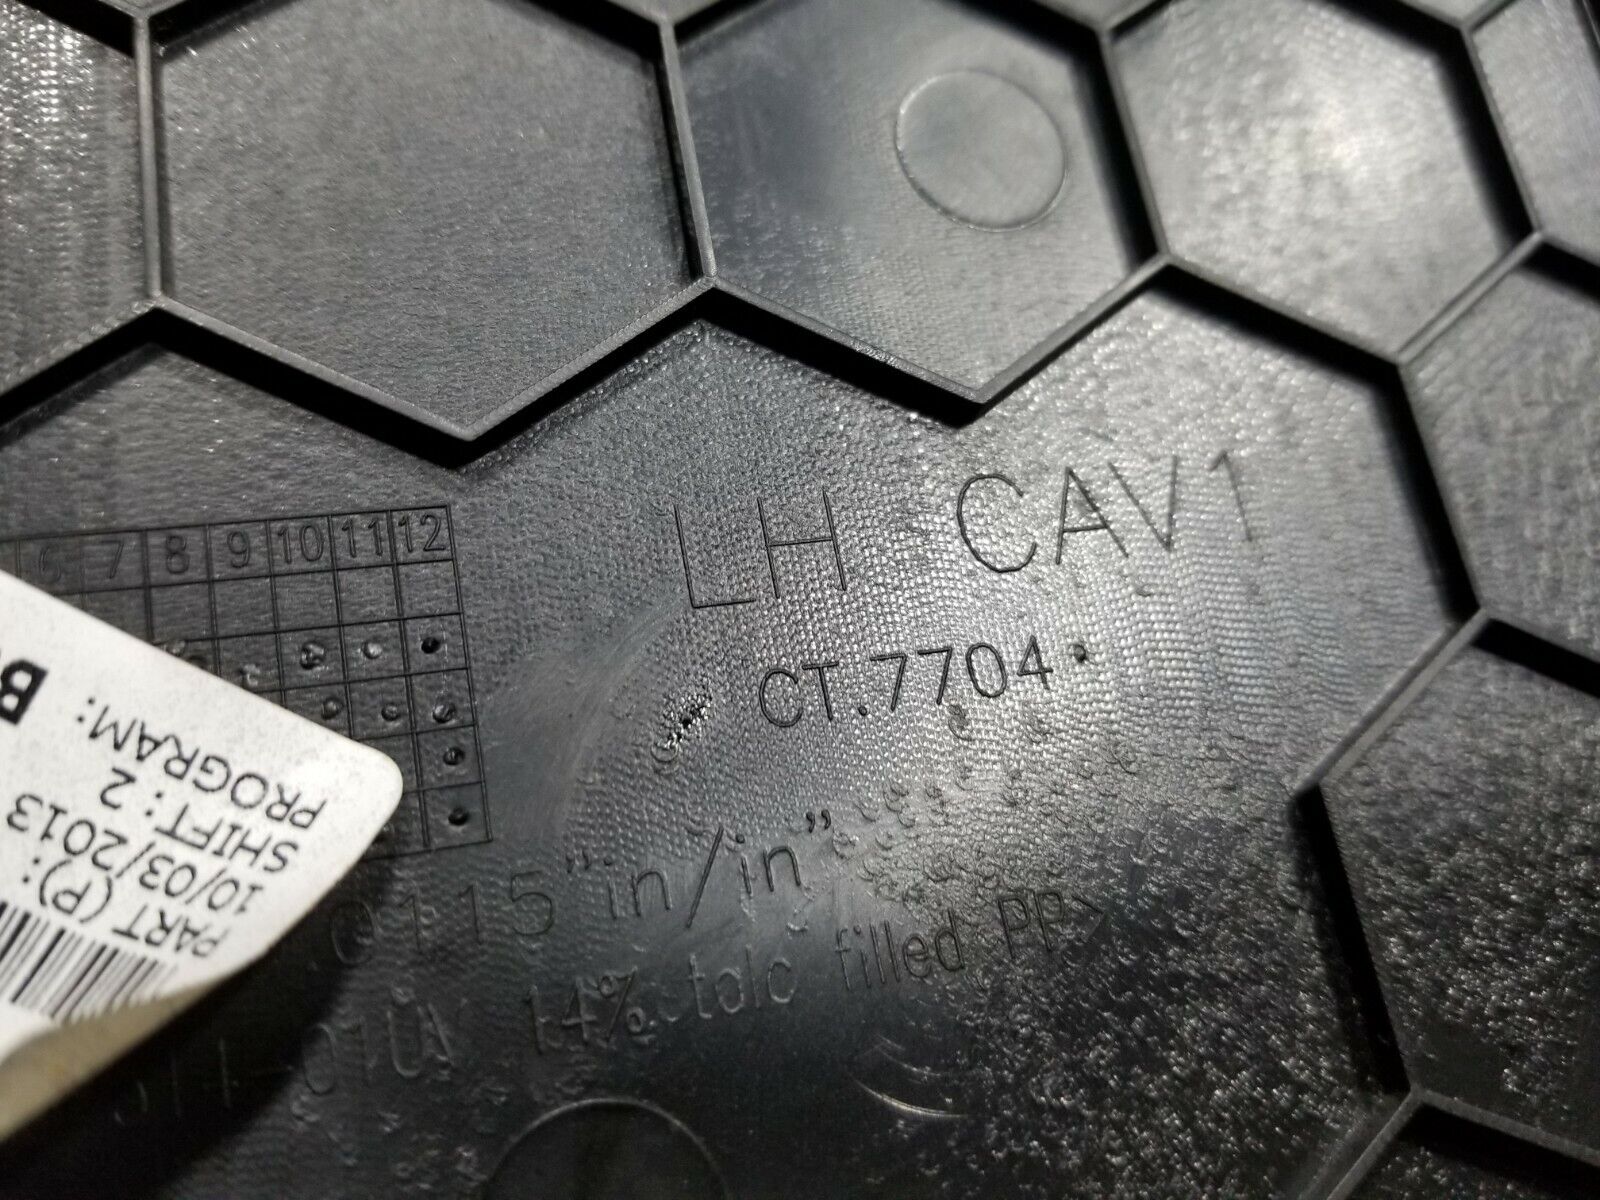 LH CAV1
CT.7704
6 7 8 9 10 11 12
.0115"in/in"
14% talc filled PP>
PART (P):
10/03/2013
SHIFT: 2
PROGRAM:
B